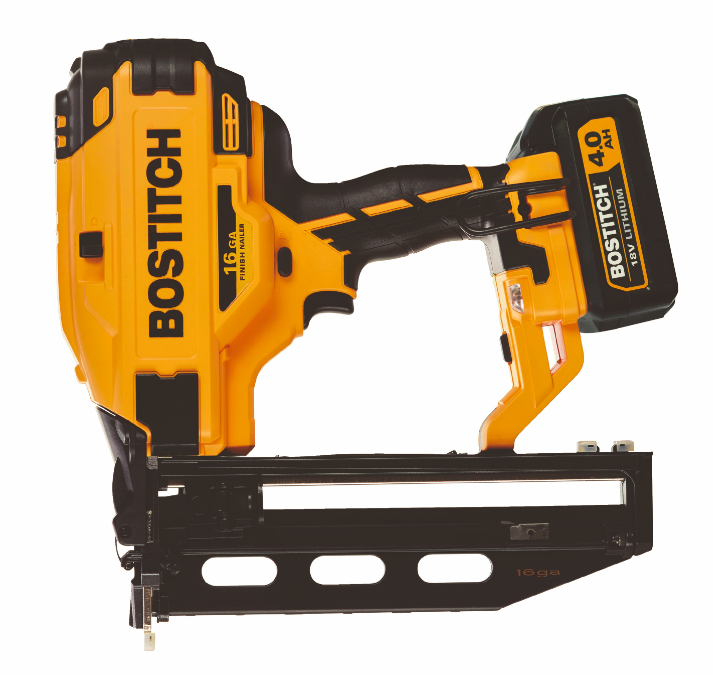 BOSTITCH
16 GA
FINISH NAILER
BOSTITCH
18V LITHIUM
4.0
AH
16ga